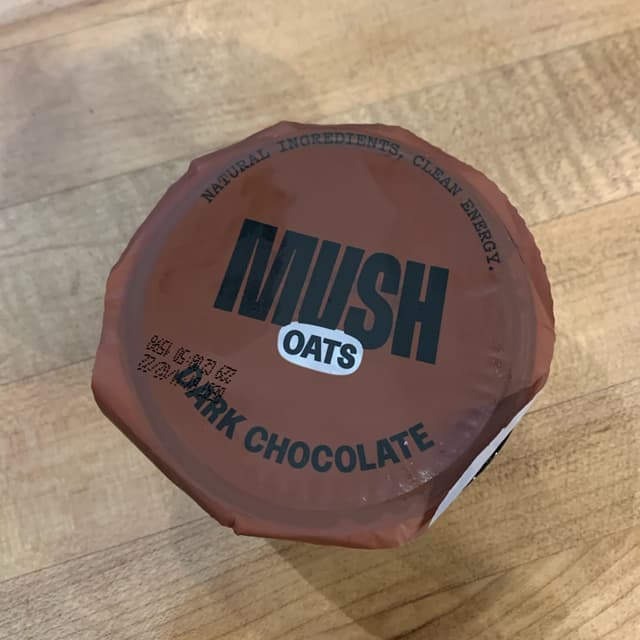 NATURAL INGREDIENTS, CLEAN ENERGY.
MUSH
OATS
DARK CHOCOLATE